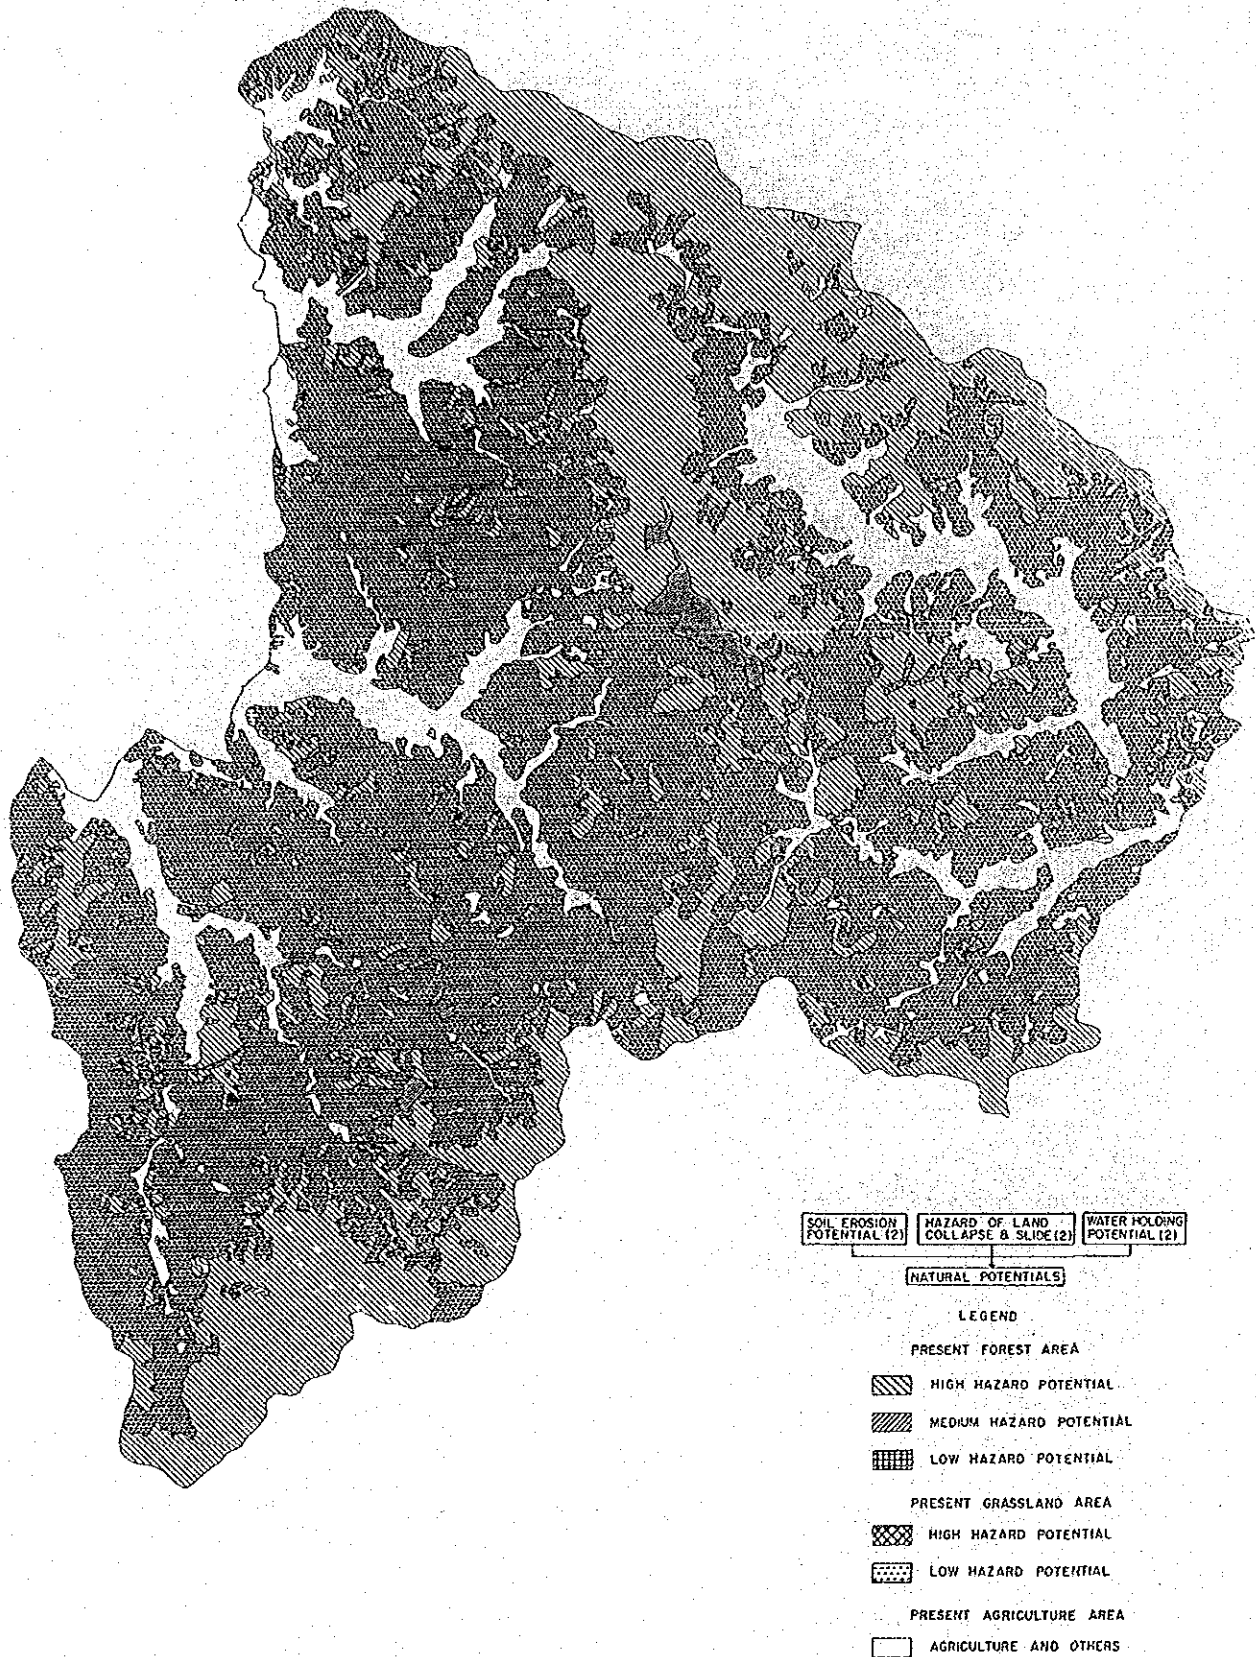 SOIL EROSION
POTENTIAL (2)
HAZARD OF LAND
COLLAPSE & SLIDE (2)
WATER HOLDING
POTENTIAL (2)
NATURAL POTENTIALS
LEGEND
PRESENT FOREST AREA
HIGH HAZARD POTENTIAL
MEDIUM HAZARD POTENTIAL
LOW HAZARD POTENTIAL
PRESENT GRASSLAND AREA
HIGH HAZARD POTENTIAL
LOW HAZARD POTENTIAL
PRESENT AGRICULTURE AREA
AGRICULTURE AND OTHERS